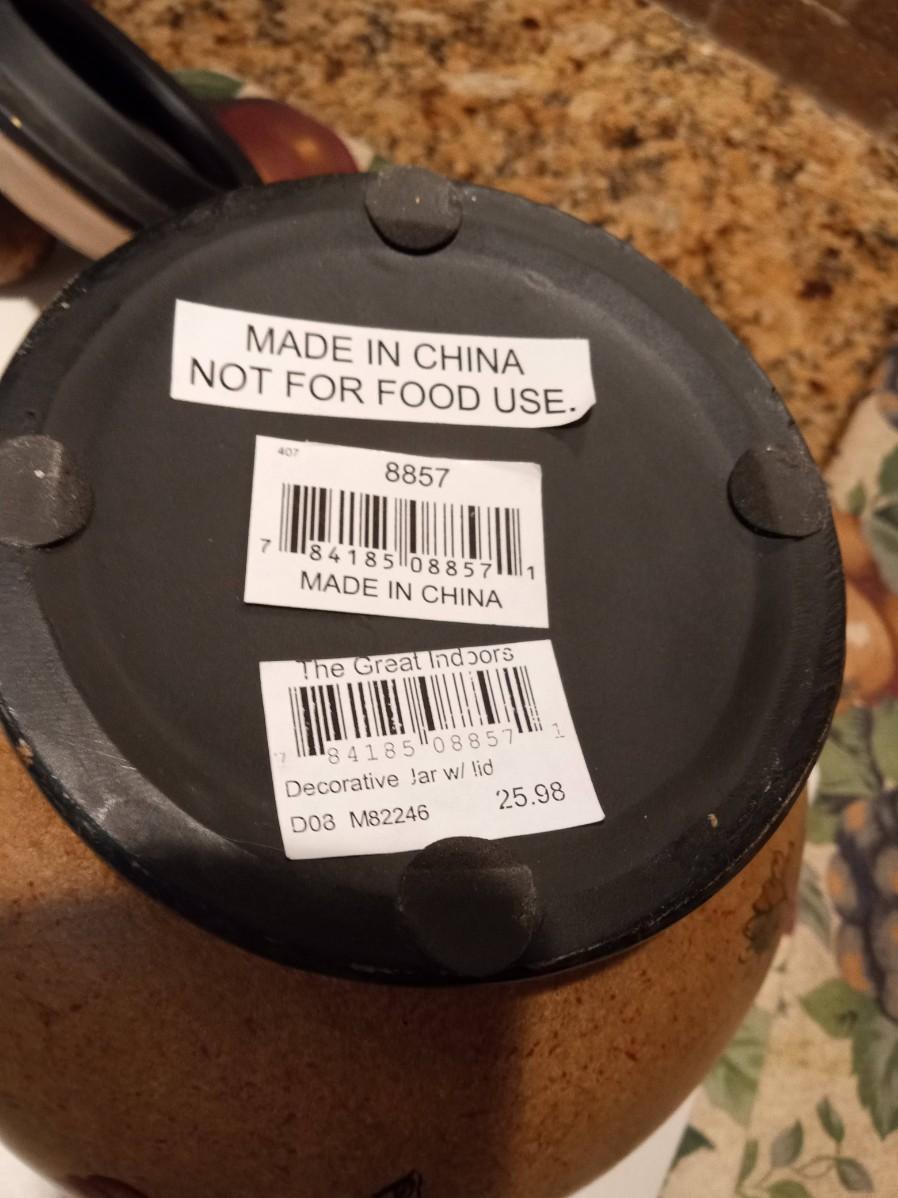 MADE IN CHINA
NOT FOR FOOD USE.
407
8857
7 84185 08857 1
MADE IN CHINA
The Great Indoors
7 84185 08857 1
Decorative Jar w/ lid
25.98
D08 M82246